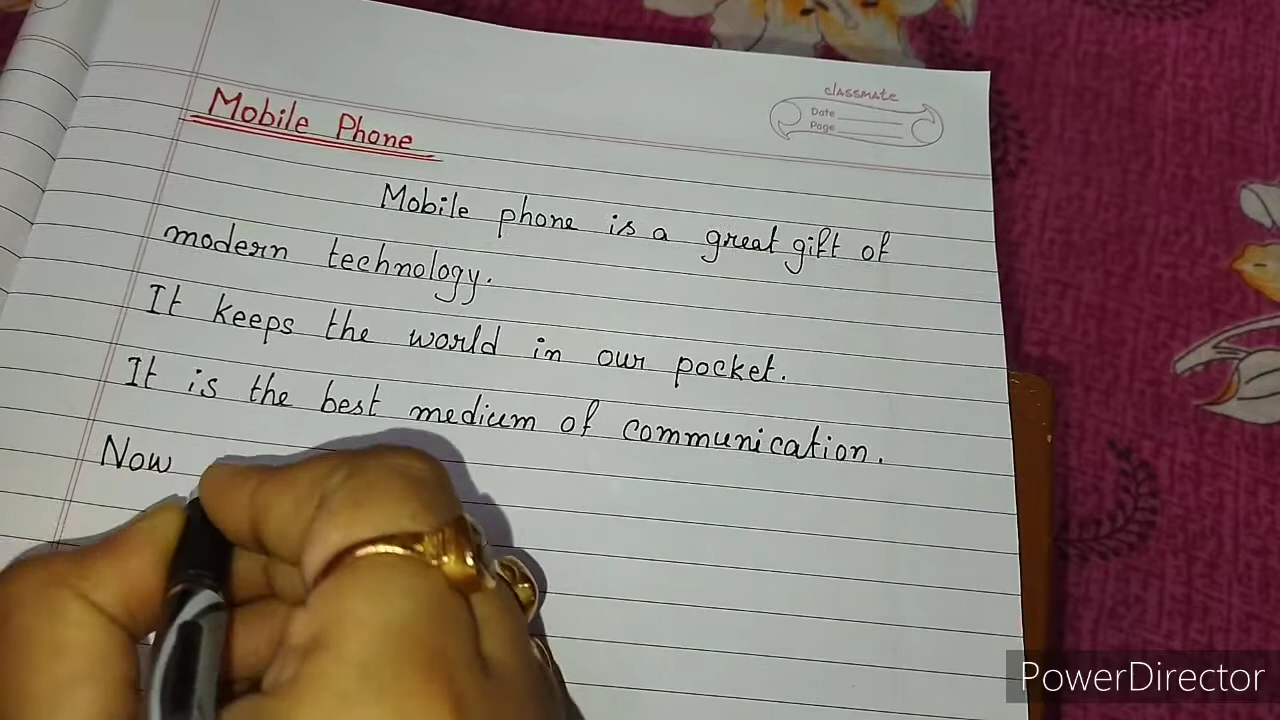 classmate
Date
Page
Mobile Phone
Mobile phone is a great gift of
modern technology.
It keeps the world in our pocket.
It is the best medium of communication.
Now
PowerDirector